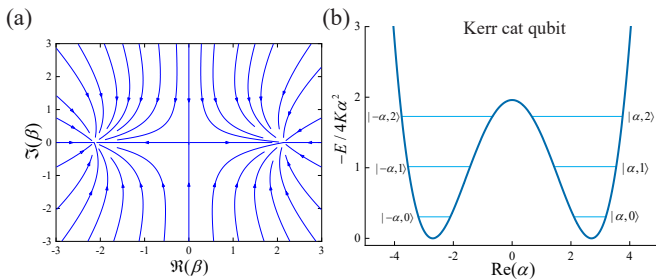 (a)
3
2
1
0
-1
-2
-3
ℑ(β)
-3 -2 -1 0 1 2 3
ℜ(β)
(b)
Kerr cat qubit
3
2
1
0
−E / 4Kα²
|−α,2⟩ |α,2⟩
|−α,1⟩ |α,1⟩
|−α,0⟩ |α,0⟩
-4 -2 0 2 4
Re(α)